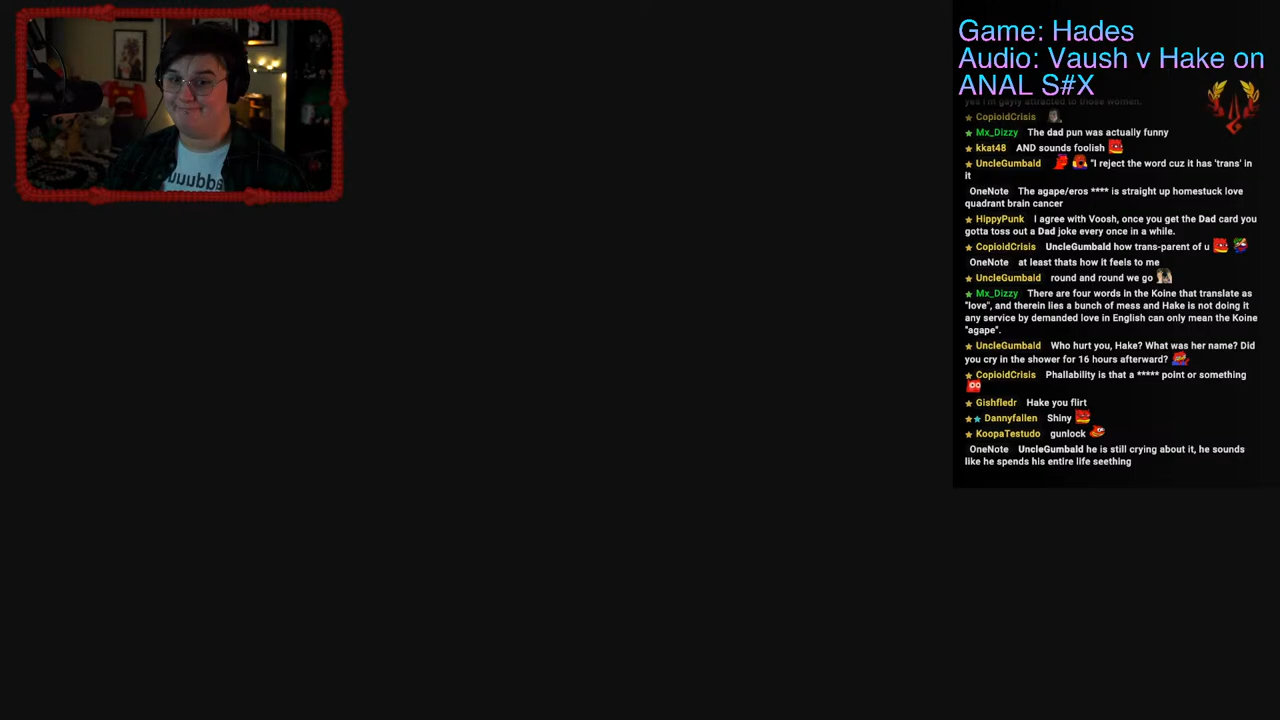 Game: Hades
Audio: Vaush v Hake on
ANAL S#X
yes I'm gayly attracted to those women.
CopioidCrisis
Mx_Dizzy The dad pun was actually funny
kkat48 AND sounds foolish
UncleGumbald "I reject the word cuz it has 'trans' in
it
OneNote The agape/eros **** is straight up homestuck love
quadrant brain cancer
HippyPunk I agree with Voosh, once you get the Dad card you
gotta toss out a Dad joke every once in a while.
CopioidCrisis UncleGumbald how trans-parent of u
OneNote at least thats how it feels to me
UncleGumbald round and round we go
Mx_Dizzy There are four words in the Koine that translate as
"love", and therein lies a bunch of mess and Hake is not doing it
any service by demanded love in English can only mean the Koine
"agape".
UncleGumbald Who hurt you, Hake? What was her name? Did
you cry in the shower for 16 hours afterward?
CopioidCrisis Phallability is that a ***** point or something
Gishfledr Hake you flirt
Dannyfallen Shiny
KoopaTestudo gunlock
OneNote UncleGumbald he is still crying about it, he sounds
like he spends his entire life seething